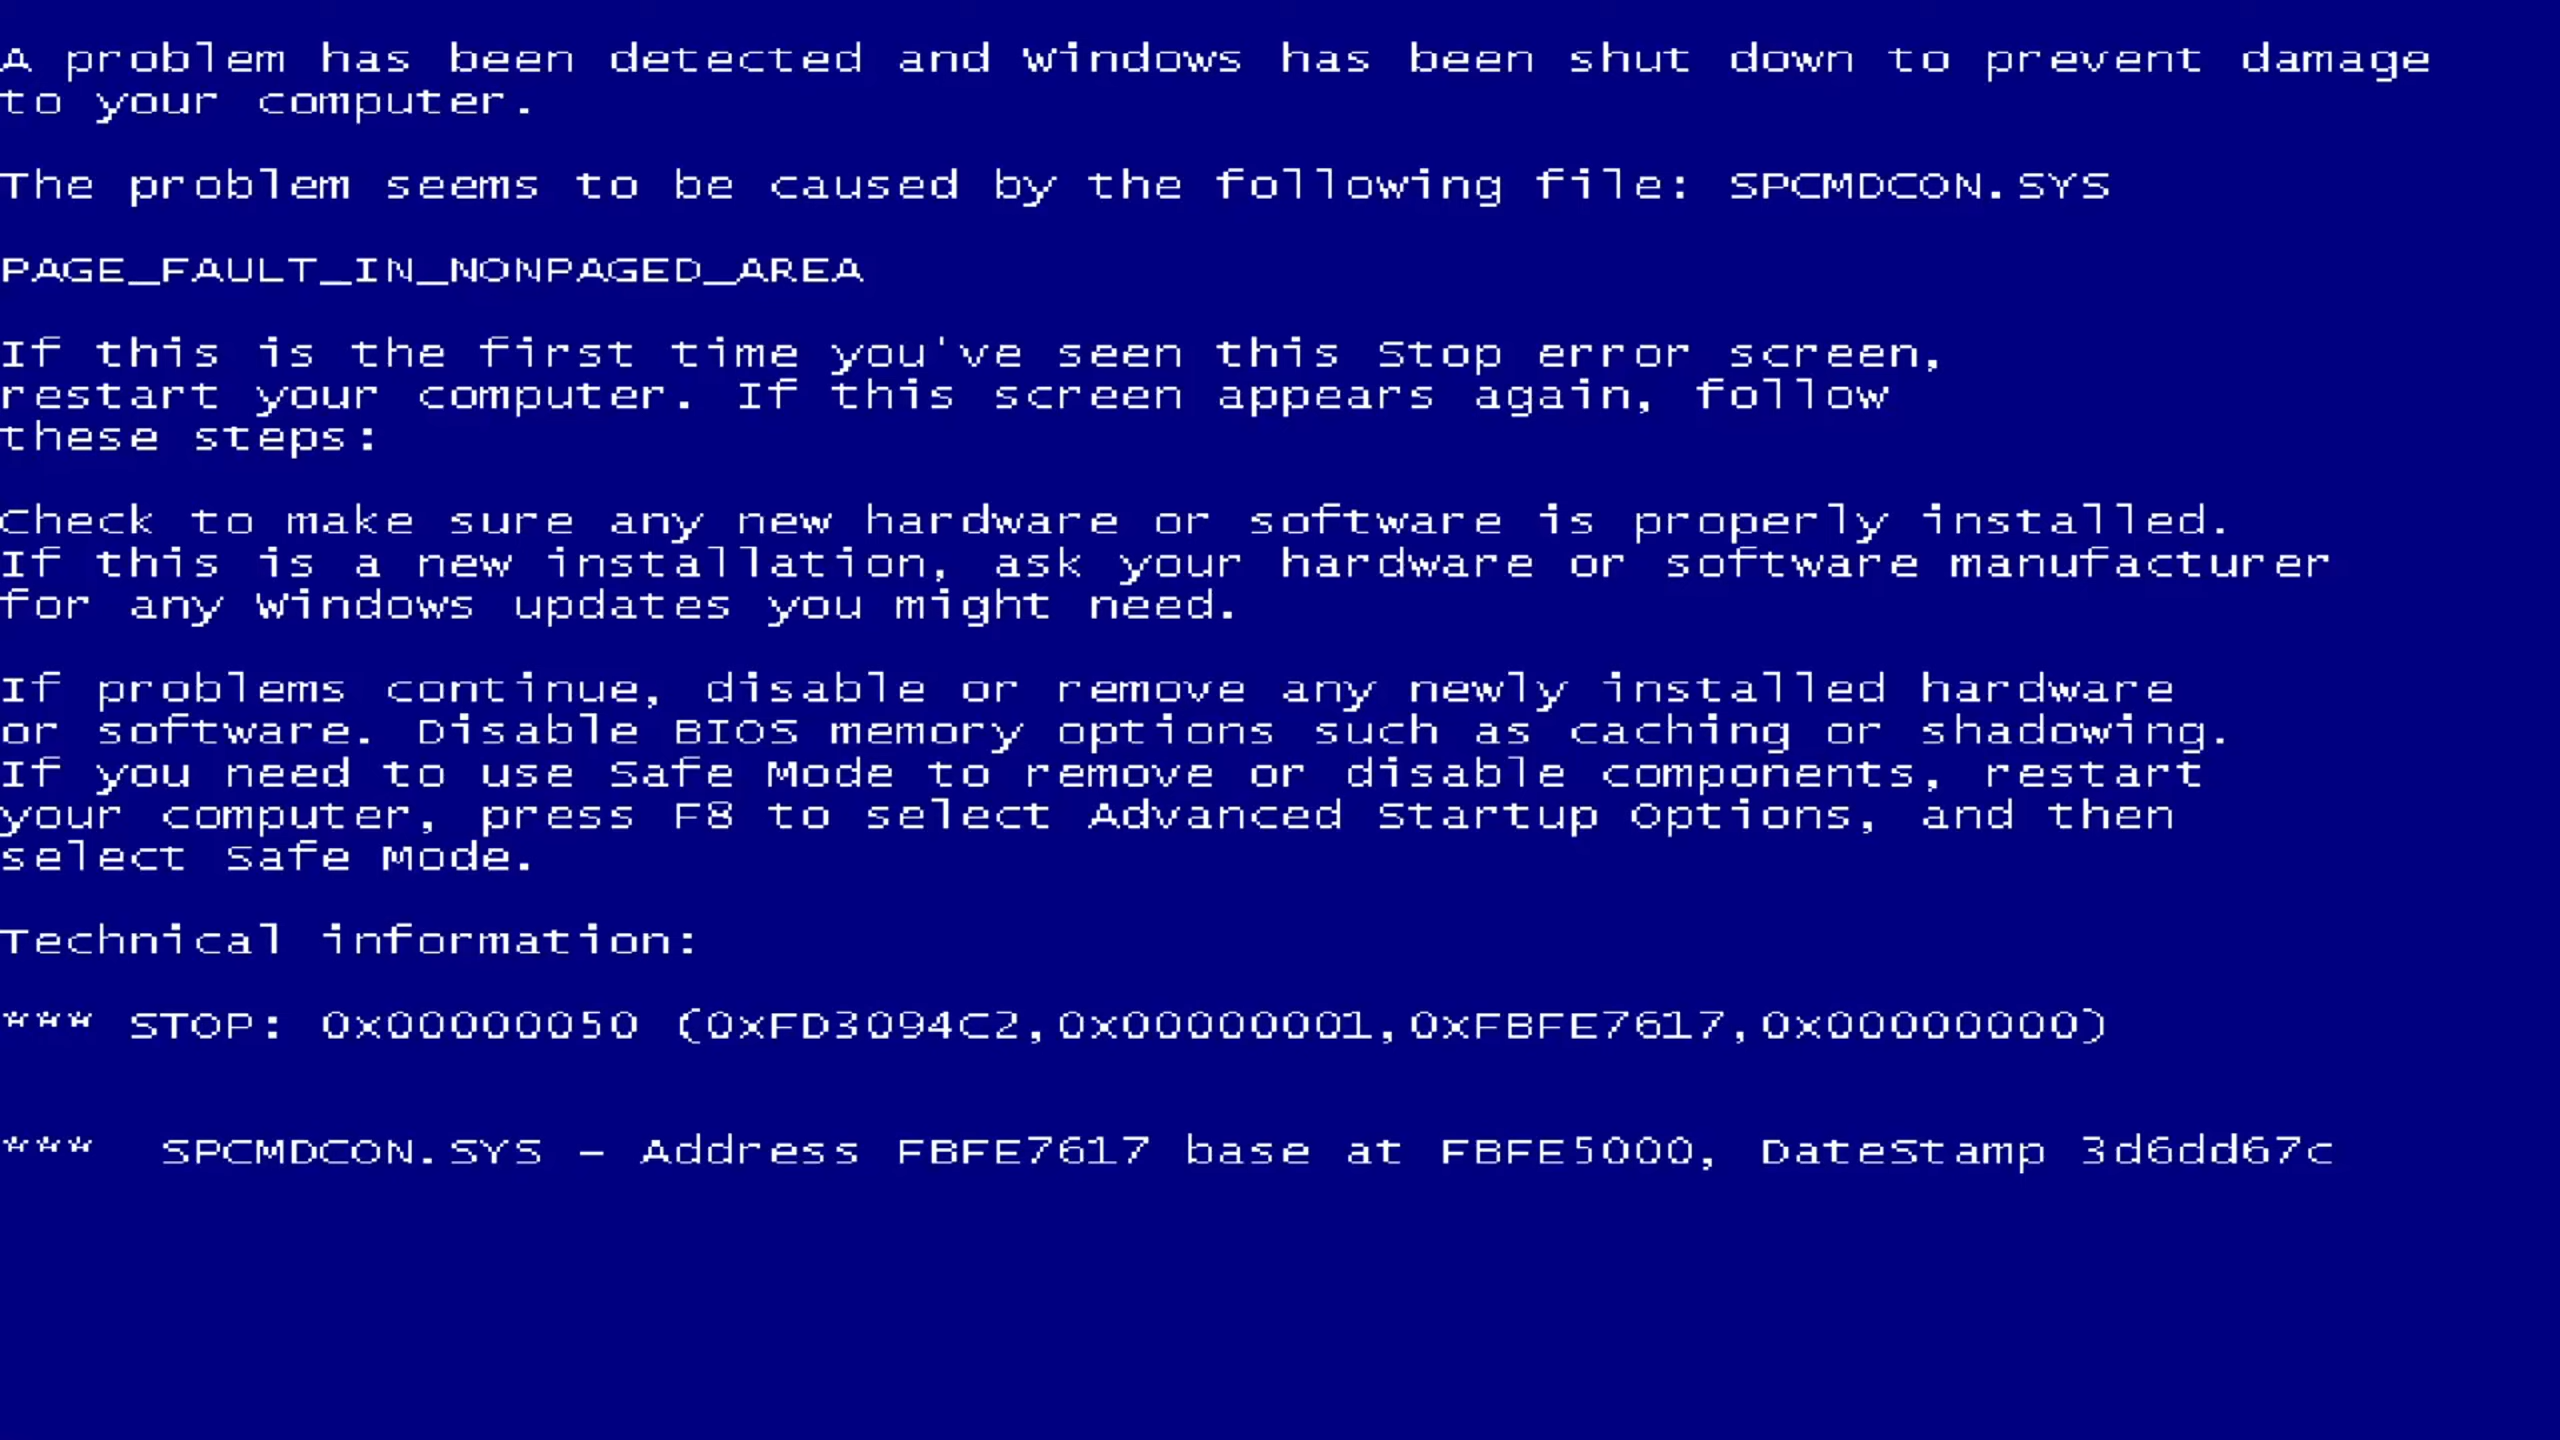 A problem has been detected and Windows has been shut down to prevent damage
to your computer.
The problem seems to be caused by the following file: SPCMDCON.SYS
PAGE_FAULT_IN_NONPAGED_AREA
If this is the first time you've seen this Stop error screen,
restart your computer. If this screen appears again, follow
these steps:
Check to make sure any new hardware or software is properly installed.
If this is a new installation, ask your hardware or software manufacturer
for any Windows updates you might need.
If problems continue, disable or remove any newly installed hardware
or software. Disable BIOS memory options such as caching or shadowing.
If you need to use Safe Mode to remove or disable components, restart
your computer, press F8 to select Advanced Startup Options, and then
select Safe Mode.
Technical information:
*** STOP: 0x00000050 (0xFD3094C2,0x00000001,0xFBFE7617,0x00000000)
***  SPCMDCON.SYS - Address FBFE7617 base at FBFE5000, DateStamp 3d6dd67c